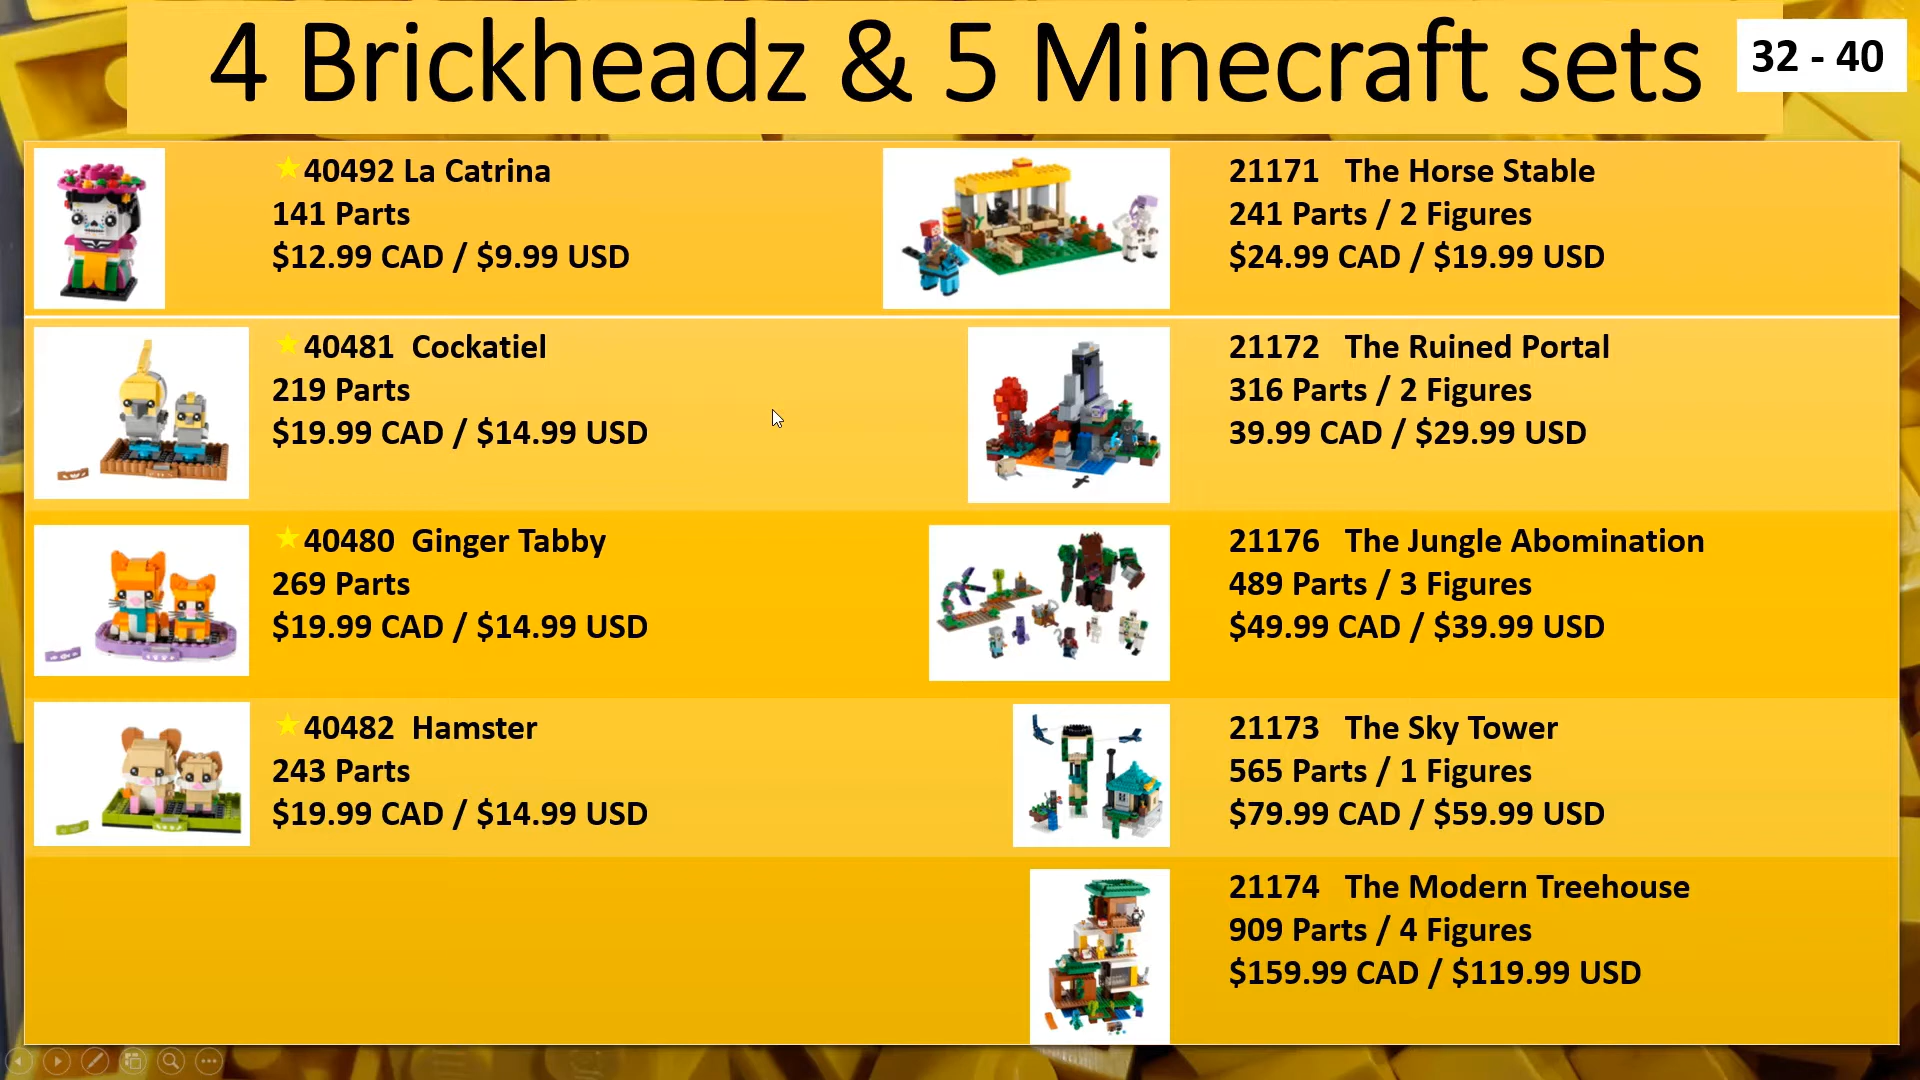 4 Brickheadz & 5 Minecraft sets
32 - 40
40492 La Catrina
141 Parts
$12.99 CAD / $9.99 USD
21171 The Horse Stable
241 Parts / 2 Figures
$24.99 CAD / $19.99 USD
40481 Cockatiel
219 Parts
$19.99 CAD / $14.99 USD
21172 The Ruined Portal
316 Parts / 2 Figures
39.99 CAD / $29.99 USD
40480 Ginger Tabby
269 Parts
$19.99 CAD / $14.99 USD
21176 The Jungle Abomination
489 Parts / 3 Figures
$49.99 CAD / $39.99 USD
40482 Hamster
243 Parts
$19.99 CAD / $14.99 USD
21173 The Sky Tower
565 Parts / 1 Figures
$79.99 CAD / $59.99 USD
21174 The Modern Treehouse
909 Parts / 4 Figures
$159.99 CAD / $119.99 USD